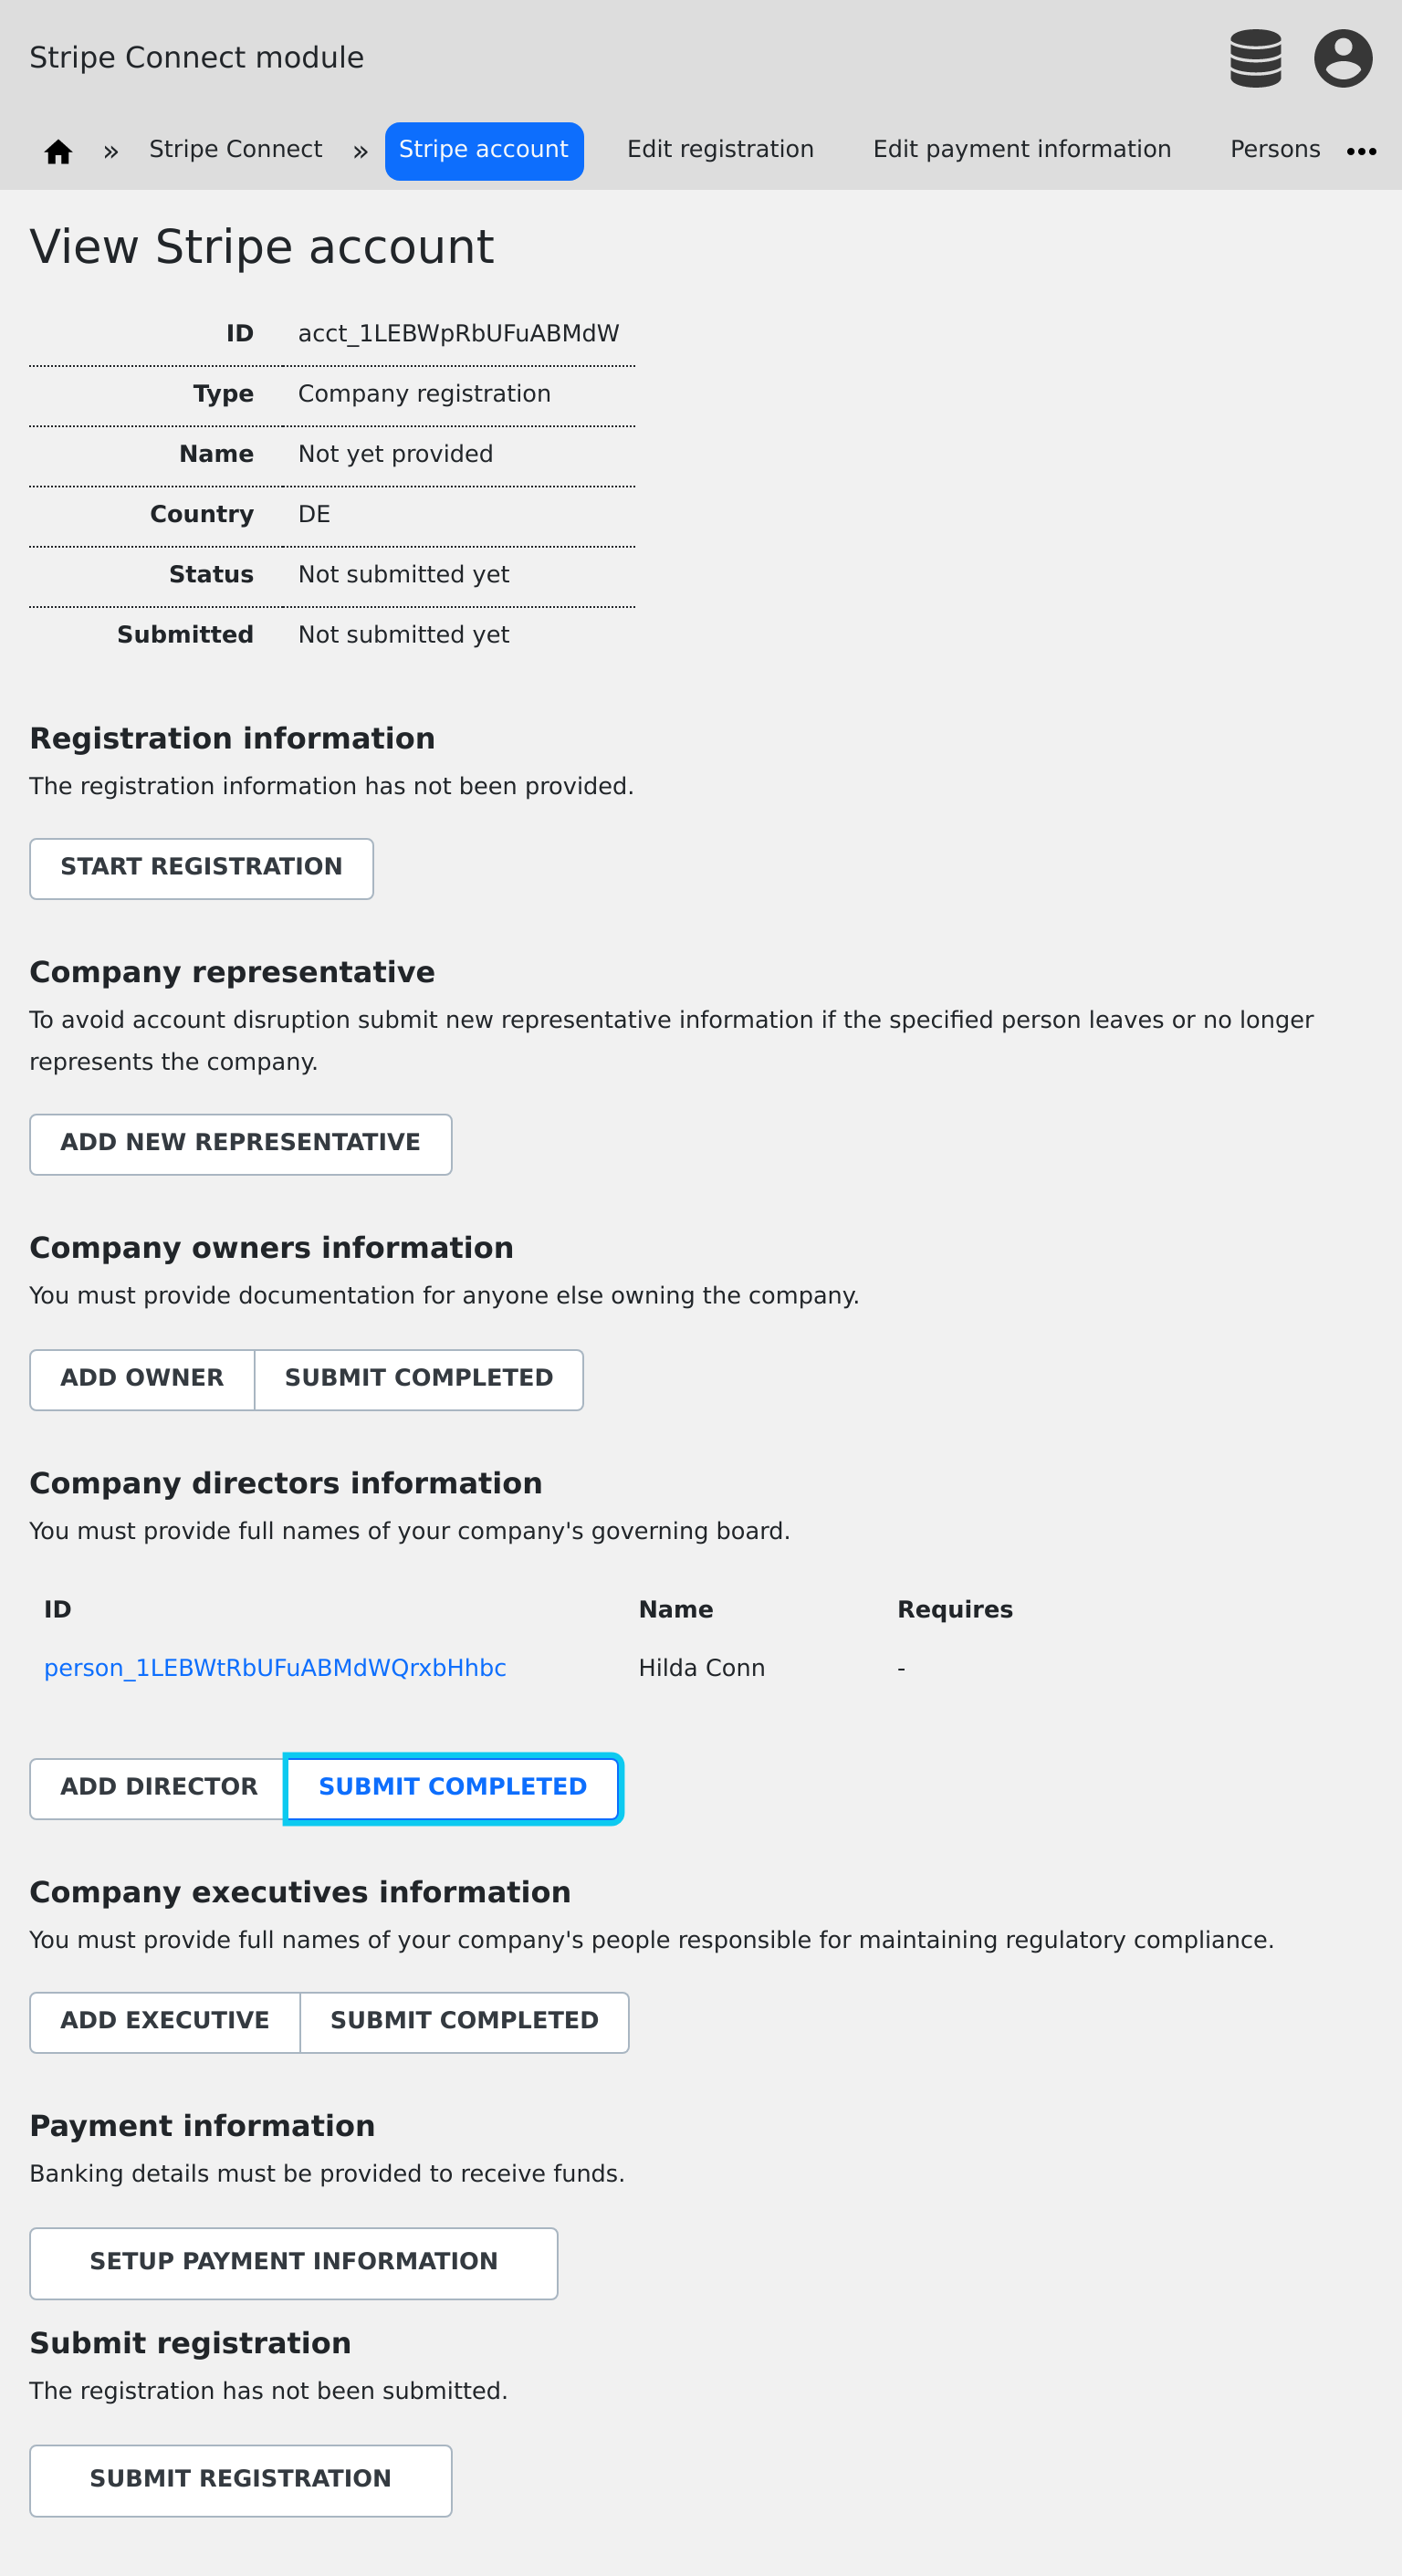 Stripe Connect module
» Stripe Connect » Stripe account Edit registration Edit payment information Persons •••
View Stripe account
ID acct_1LEBWpRbUFuABMdW
Type Company registration
Name Not yet provided
Country DE
Status Not submitted yet
Submitted Not submitted yet
Registration information
The registration information has not been provided.
START REGISTRATION
Company representative
To avoid account disruption submit new representative information if the specified person leaves or no longer
represents the company.
ADD NEW REPRESENTATIVE
Company owners information
You must provide documentation for anyone else owning the company.
ADD OWNER SUBMIT COMPLETED
Company directors information
You must provide full names of your company's governing board.
ID Name Requires
person_1LEBWtRbUFuABMdWQrxbHhbc Hilda Conn -
ADD DIRECTOR SUBMIT COMPLETED
Company executives information
You must provide full names of your company's people responsible for maintaining regulatory compliance.
ADD EXECUTIVE SUBMIT COMPLETED
Payment information
Banking details must be provided to receive funds.
SETUP PAYMENT INFORMATION
Submit registration
The registration has not been submitted.
SUBMIT REGISTRATION